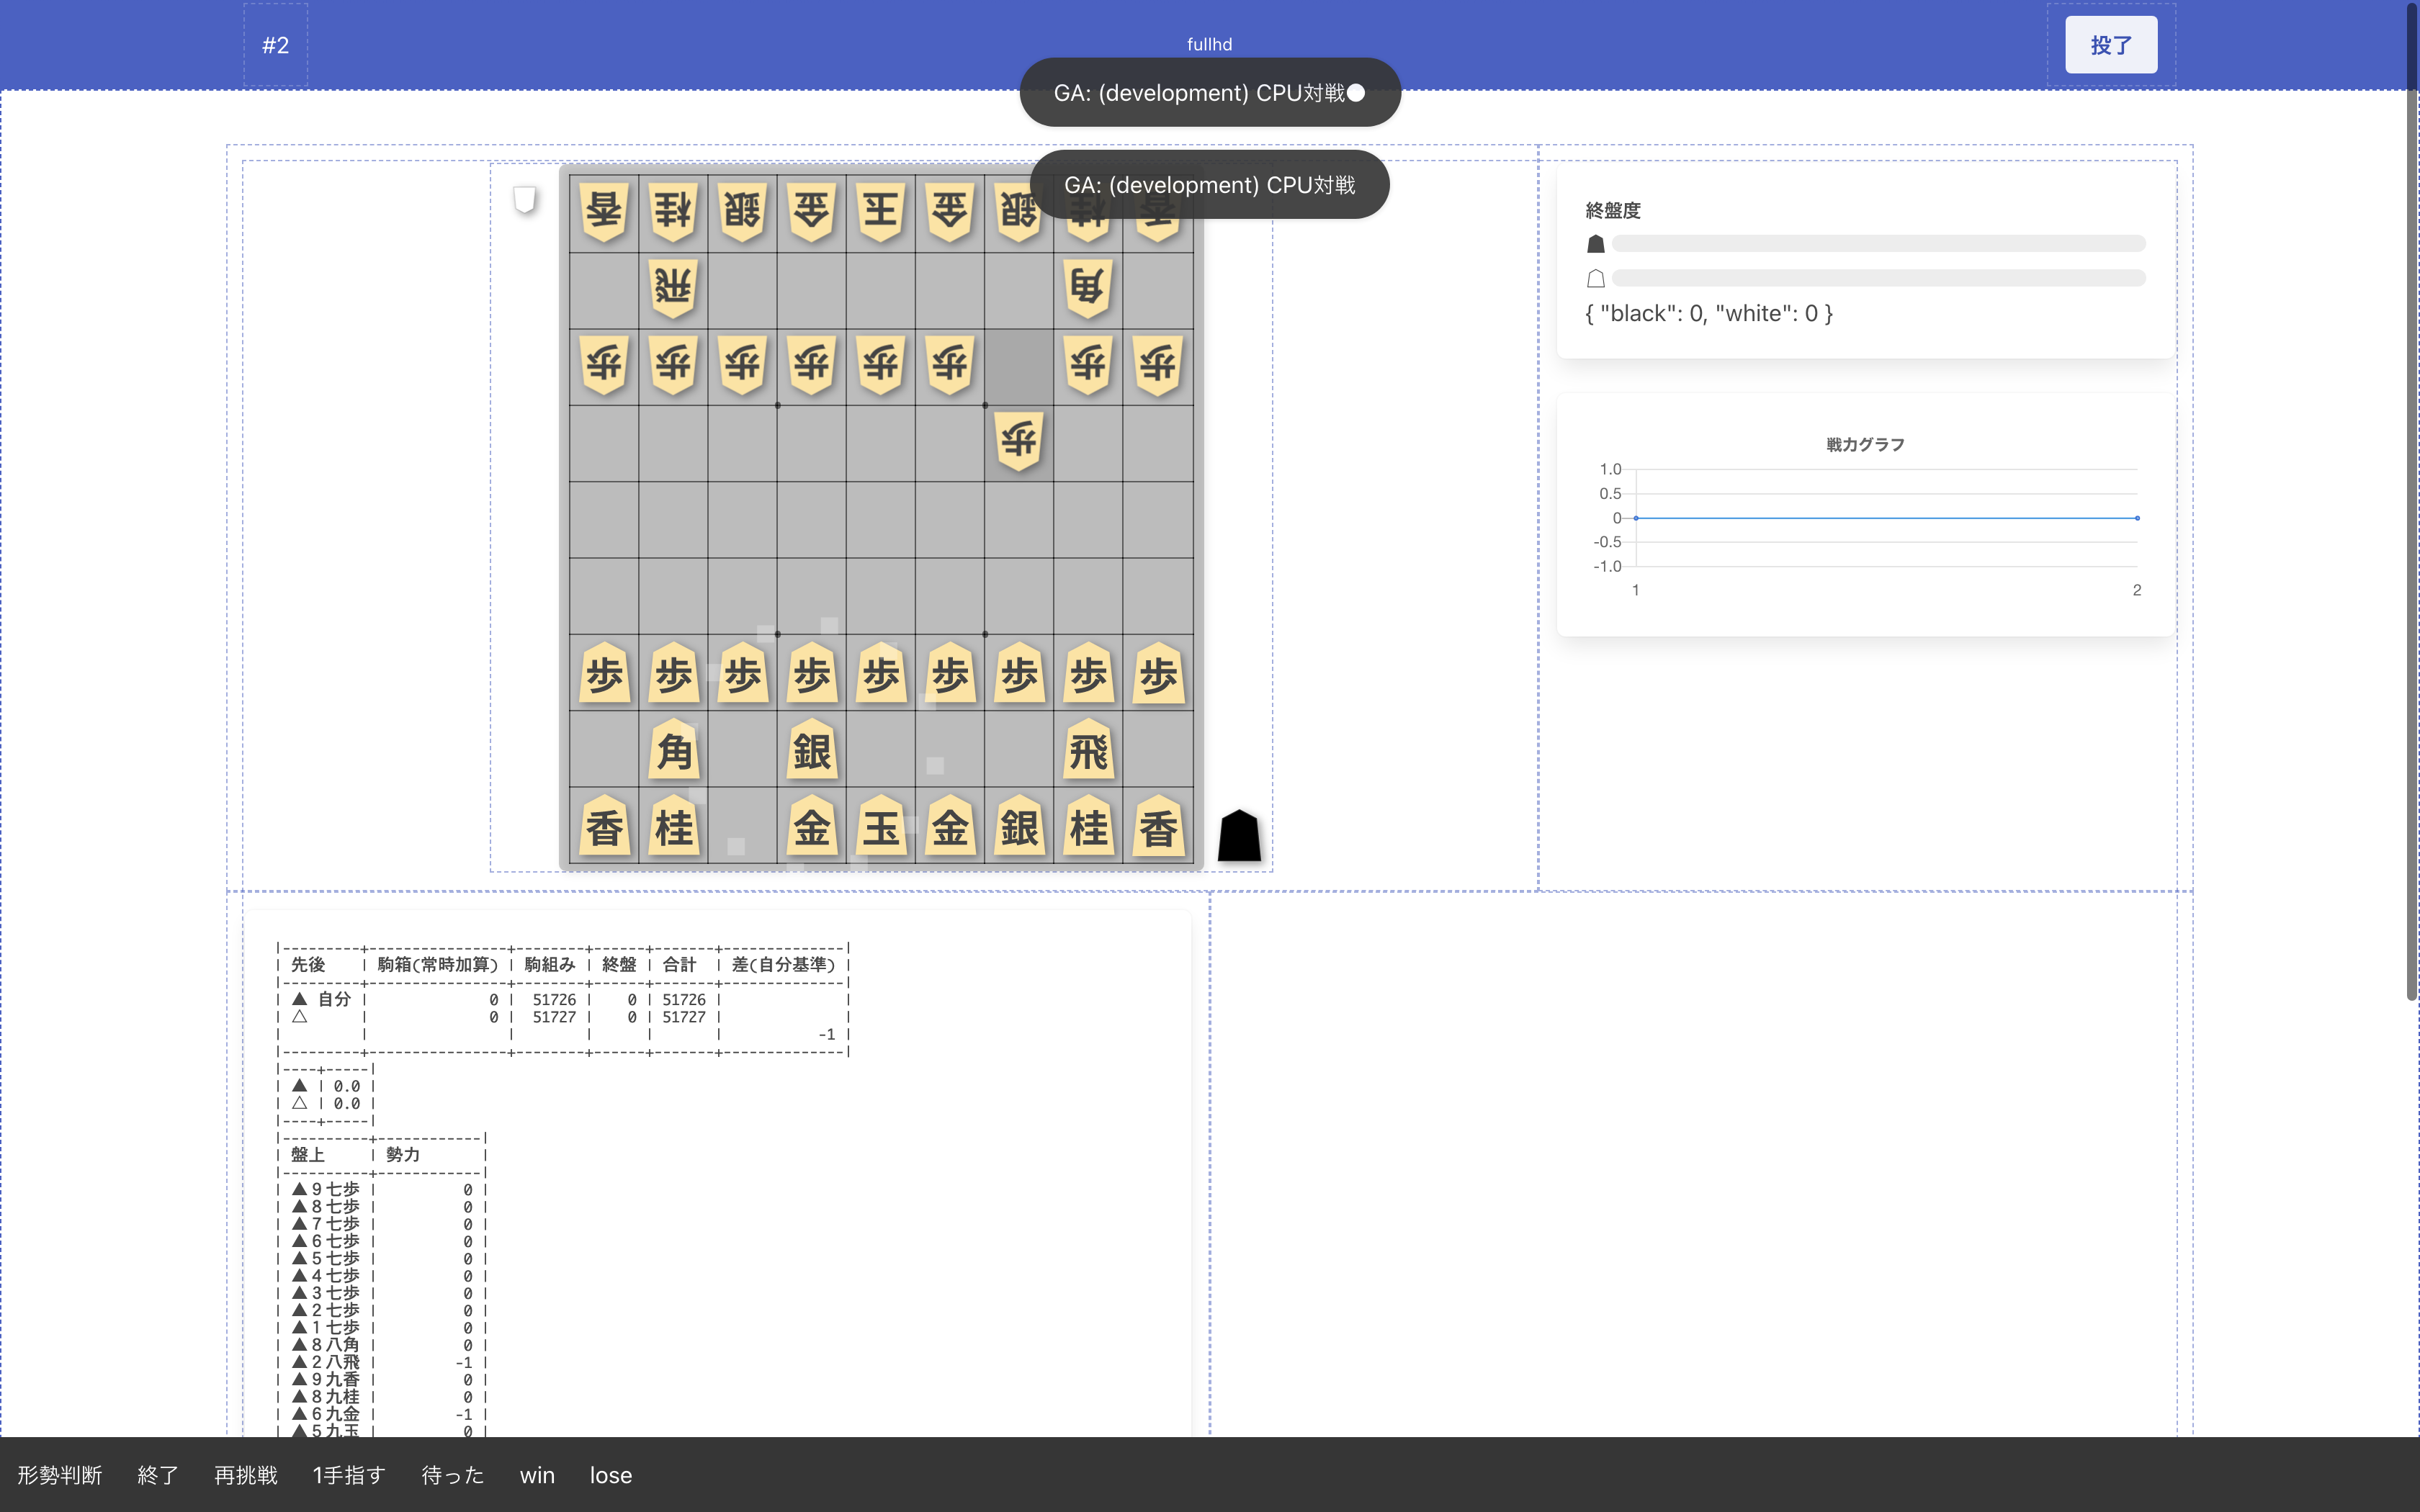 #2
fullhd
投了
GA: (development) CPU対戦
GA: (development) CPU対戦
香 桂 銀 金 玉 金 銀 桂 香
飛 角
歩 歩 歩 歩 歩 歩 歩 歩
歩
歩 歩 歩 歩 歩 歩 歩 歩 歩
角 銀 飛
香 桂 金 玉 金 銀 桂 香
終盤度
{ "black": 0, "white": 0 }
戦力グラフ
1.0
0.5
0
-0.5
-1.0
1 2
| 先後 | 駒箱(常時加算) | 駒組み | 終盤 | 合計 | 差(自分基準) |
| ▲ 自分 | 0 | 51726 | 0 | 51726 | |
| △ | 0 | 51727 | 0 | 51727 | |
| | | | | | -1 |
| ▲ | 0.0 |
| △ | 0.0 |
| 盤上 | 勢力 |
| ▲9七歩 | 0 |
| ▲8七歩 | 0 |
| ▲7七歩 | 0 |
| ▲6七歩 | 0 |
| ▲5七歩 | 0 |
| ▲4七歩 | 0 |
| ▲3七歩 | 0 |
| ▲2七歩 | 0 |
| ▲1七歩 | 0 |
| ▲8八角 | 0 |
| ▲2八飛 | -1 |
| ▲9九香 | 0 |
| ▲8九桂 | 0 |
| ▲6九金 | -1 |
| ▲5九玉 | 0 |
形勢判断 終了 再挑戦 1手指す 待った win lose